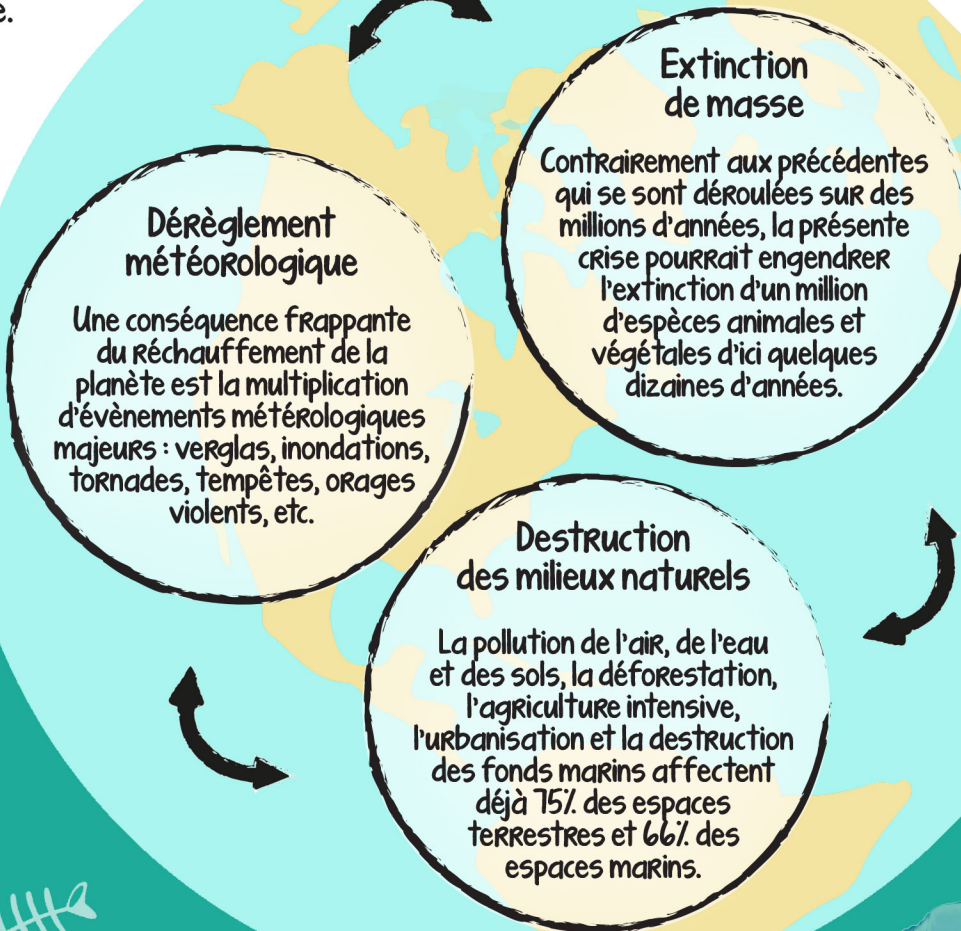 e.
Extinction
de masse
Contrairement aux précédentes
qui se sont déroulées sur des
millions d'années, la présente
crise pourrait engendrer
l'extinction d'un million
d'espèces animales et
végétales d'ici quelques
dizaines d'années.
Dérèglement
météorologique
Une conséquence frappante
du réchauffement de la
planète est la multiplication
d'évènements météreologiques
majeurs : verglas, inondations,
tornades, tempêtes, orages
violents, etc.
Destruction
des milieux naturels
La pollution de l'air, de l'eau
et des sols, la déforestation,
l'agriculture intensive,
l'urbanisation et la destruction
des fonds marins affectent
déjà 75% des espaces
terrestres et 66% des
espaces marins.